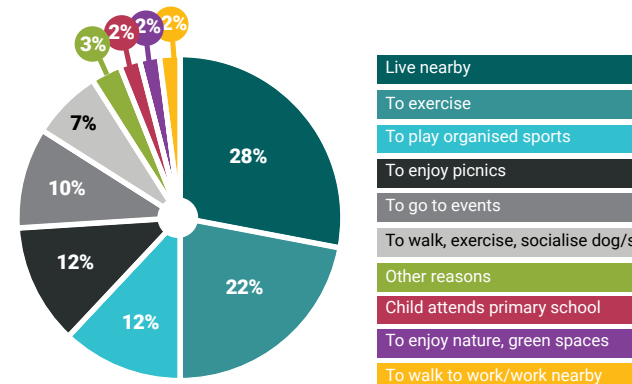 3%
2%
2%
2%
28%
22%
12%
12%
10%
7%
Live nearby
To exercise
To play organised sports
To enjoy picnics
To go to events
To walk, exercise, socialise dog/s
Other reasons
Child attends primary school
To enjoy nature, green spaces
To walk to work/work nearby